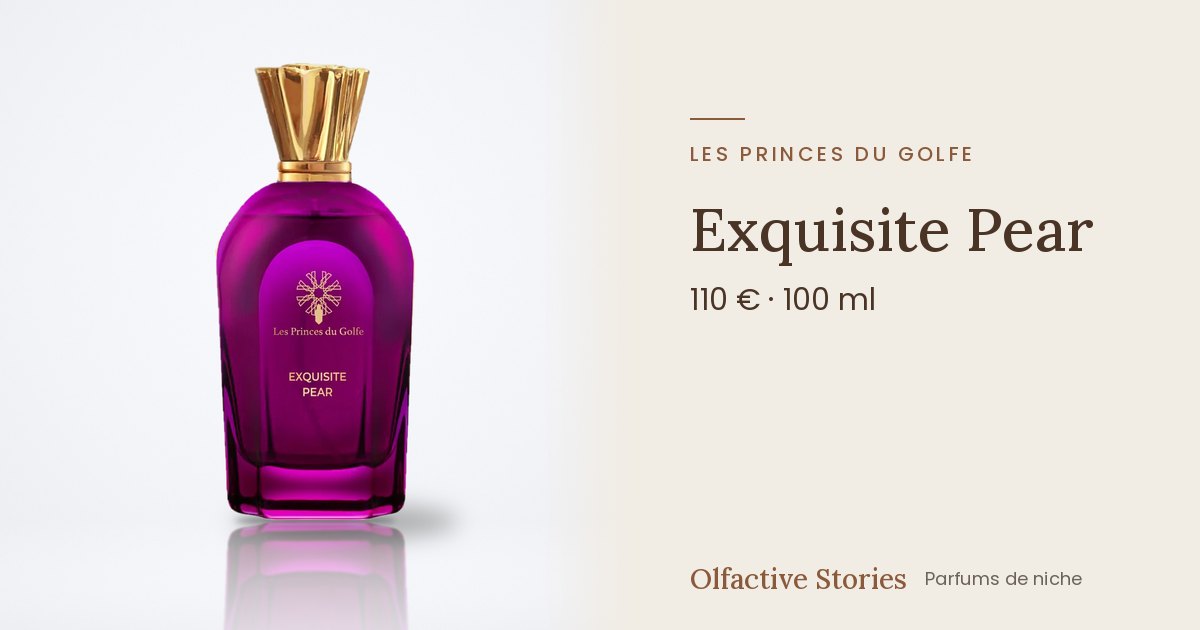 Les Princes du Golfe
EXQUISITE
PEAR
LES PRINCES DU GOLFE
Exquisite Pear
110 € · 100 ml
Olfactive Stories Parfums de niche